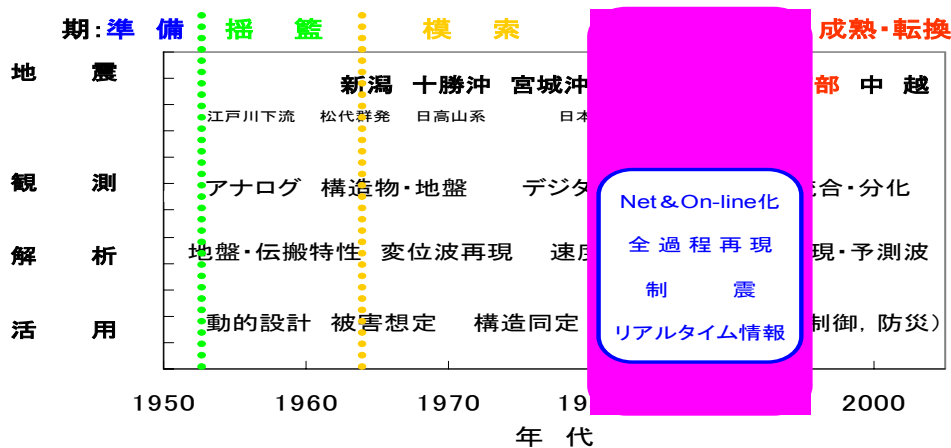 期:準 備 揺 籃 模 索 成熟・転換
地 震
新潟 十勝沖 宮城沖 部 中 越
江戸川下流 松代群発 日高山系 日本
観 測 アナログ 構造物・地盤 デジタ 合・分化
解 析 地盤・伝搬特性 変位波再現 速度 現・予測波
活 用 動的設計 被害想定 構造同定 制御, 防災)
Net&On-line化
全過程再現
制 震
リアルタイム情報
1950 1960 1970 19 2000
年 代